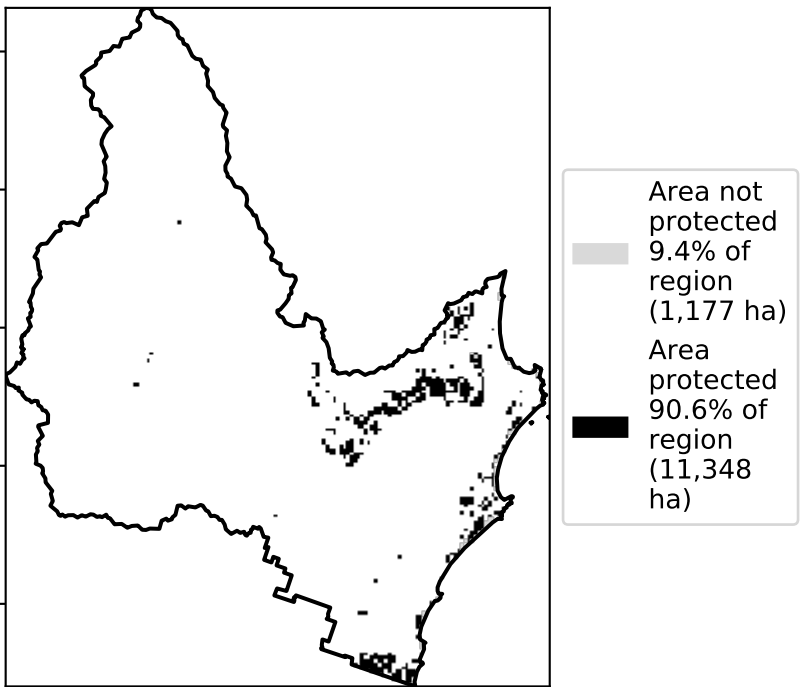 Area not
protected
9.4% of
region
(1,177 ha)
Area
protected
90.6% of
region
(11,348
ha)